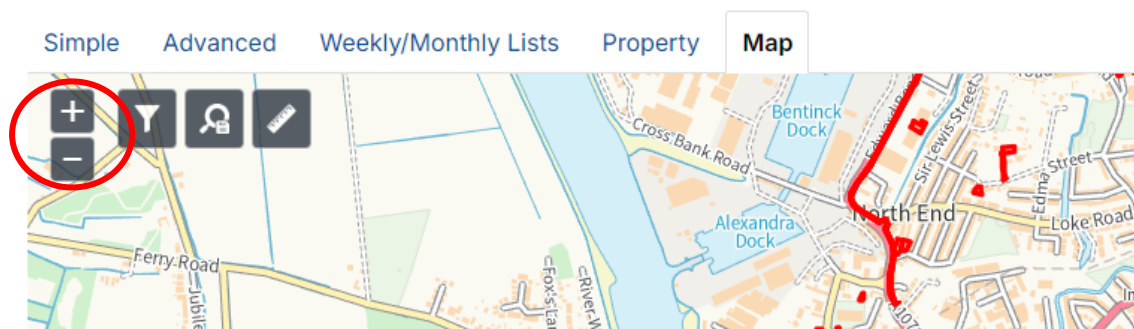 Simple Advanced Weekly/Monthly Lists Property Map
+
−
Bentinck
Dock
Cross Bank Road
Edward
Sir Lewis Street
Street
North End
Loke Road
Alexandra
Dock
Ferry Road